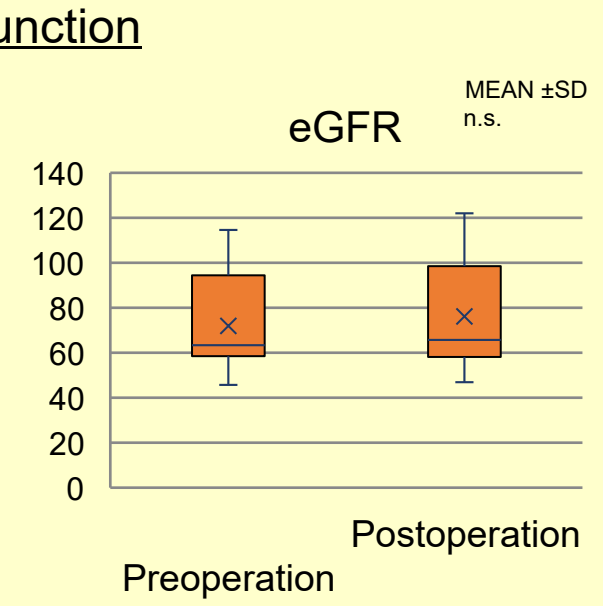 unction
MEAN ±SD
n.s.
eGFR
140
120
100
80
60
40
20
0
Postoperation
Preoperation